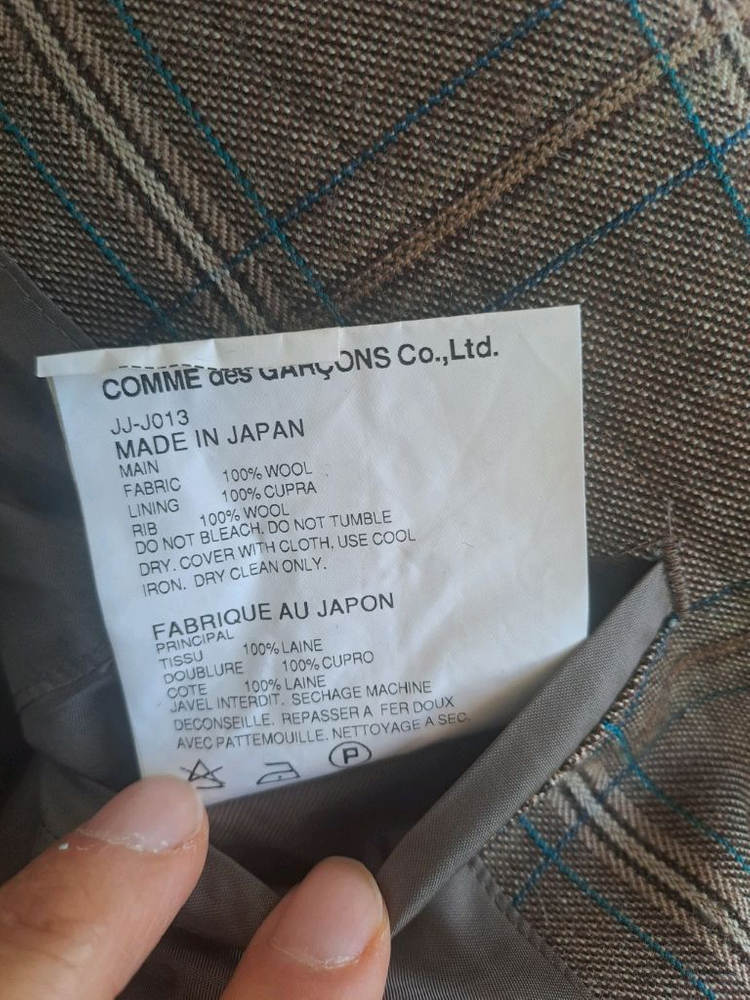 COMME des GARÇONS Co.,Ltd.
JJ-J013
MADE IN JAPAN
MAIN
FABRIC 100% WOOL
LINING 100% CUPRA
RIB 100% WOOL
DO NOT BLEACH, DO NOT TUMBLE
DRY. COVER WITH CLOTH, USE COOL
IRON. DRY CLEAN ONLY.
FABRIQUE AU JAPON
PRINCIPAL
TISSU 100% LAINE
DOUBLURE 100% CUPRO
COTE 100% LAINE
JAVEL INTERDIT. SECHAGE MACHINE
DECONSEILLE. REPASSER A FER DOUX
AVEC PATTEMOUILLE. NETTOYAGE A SEC.
P